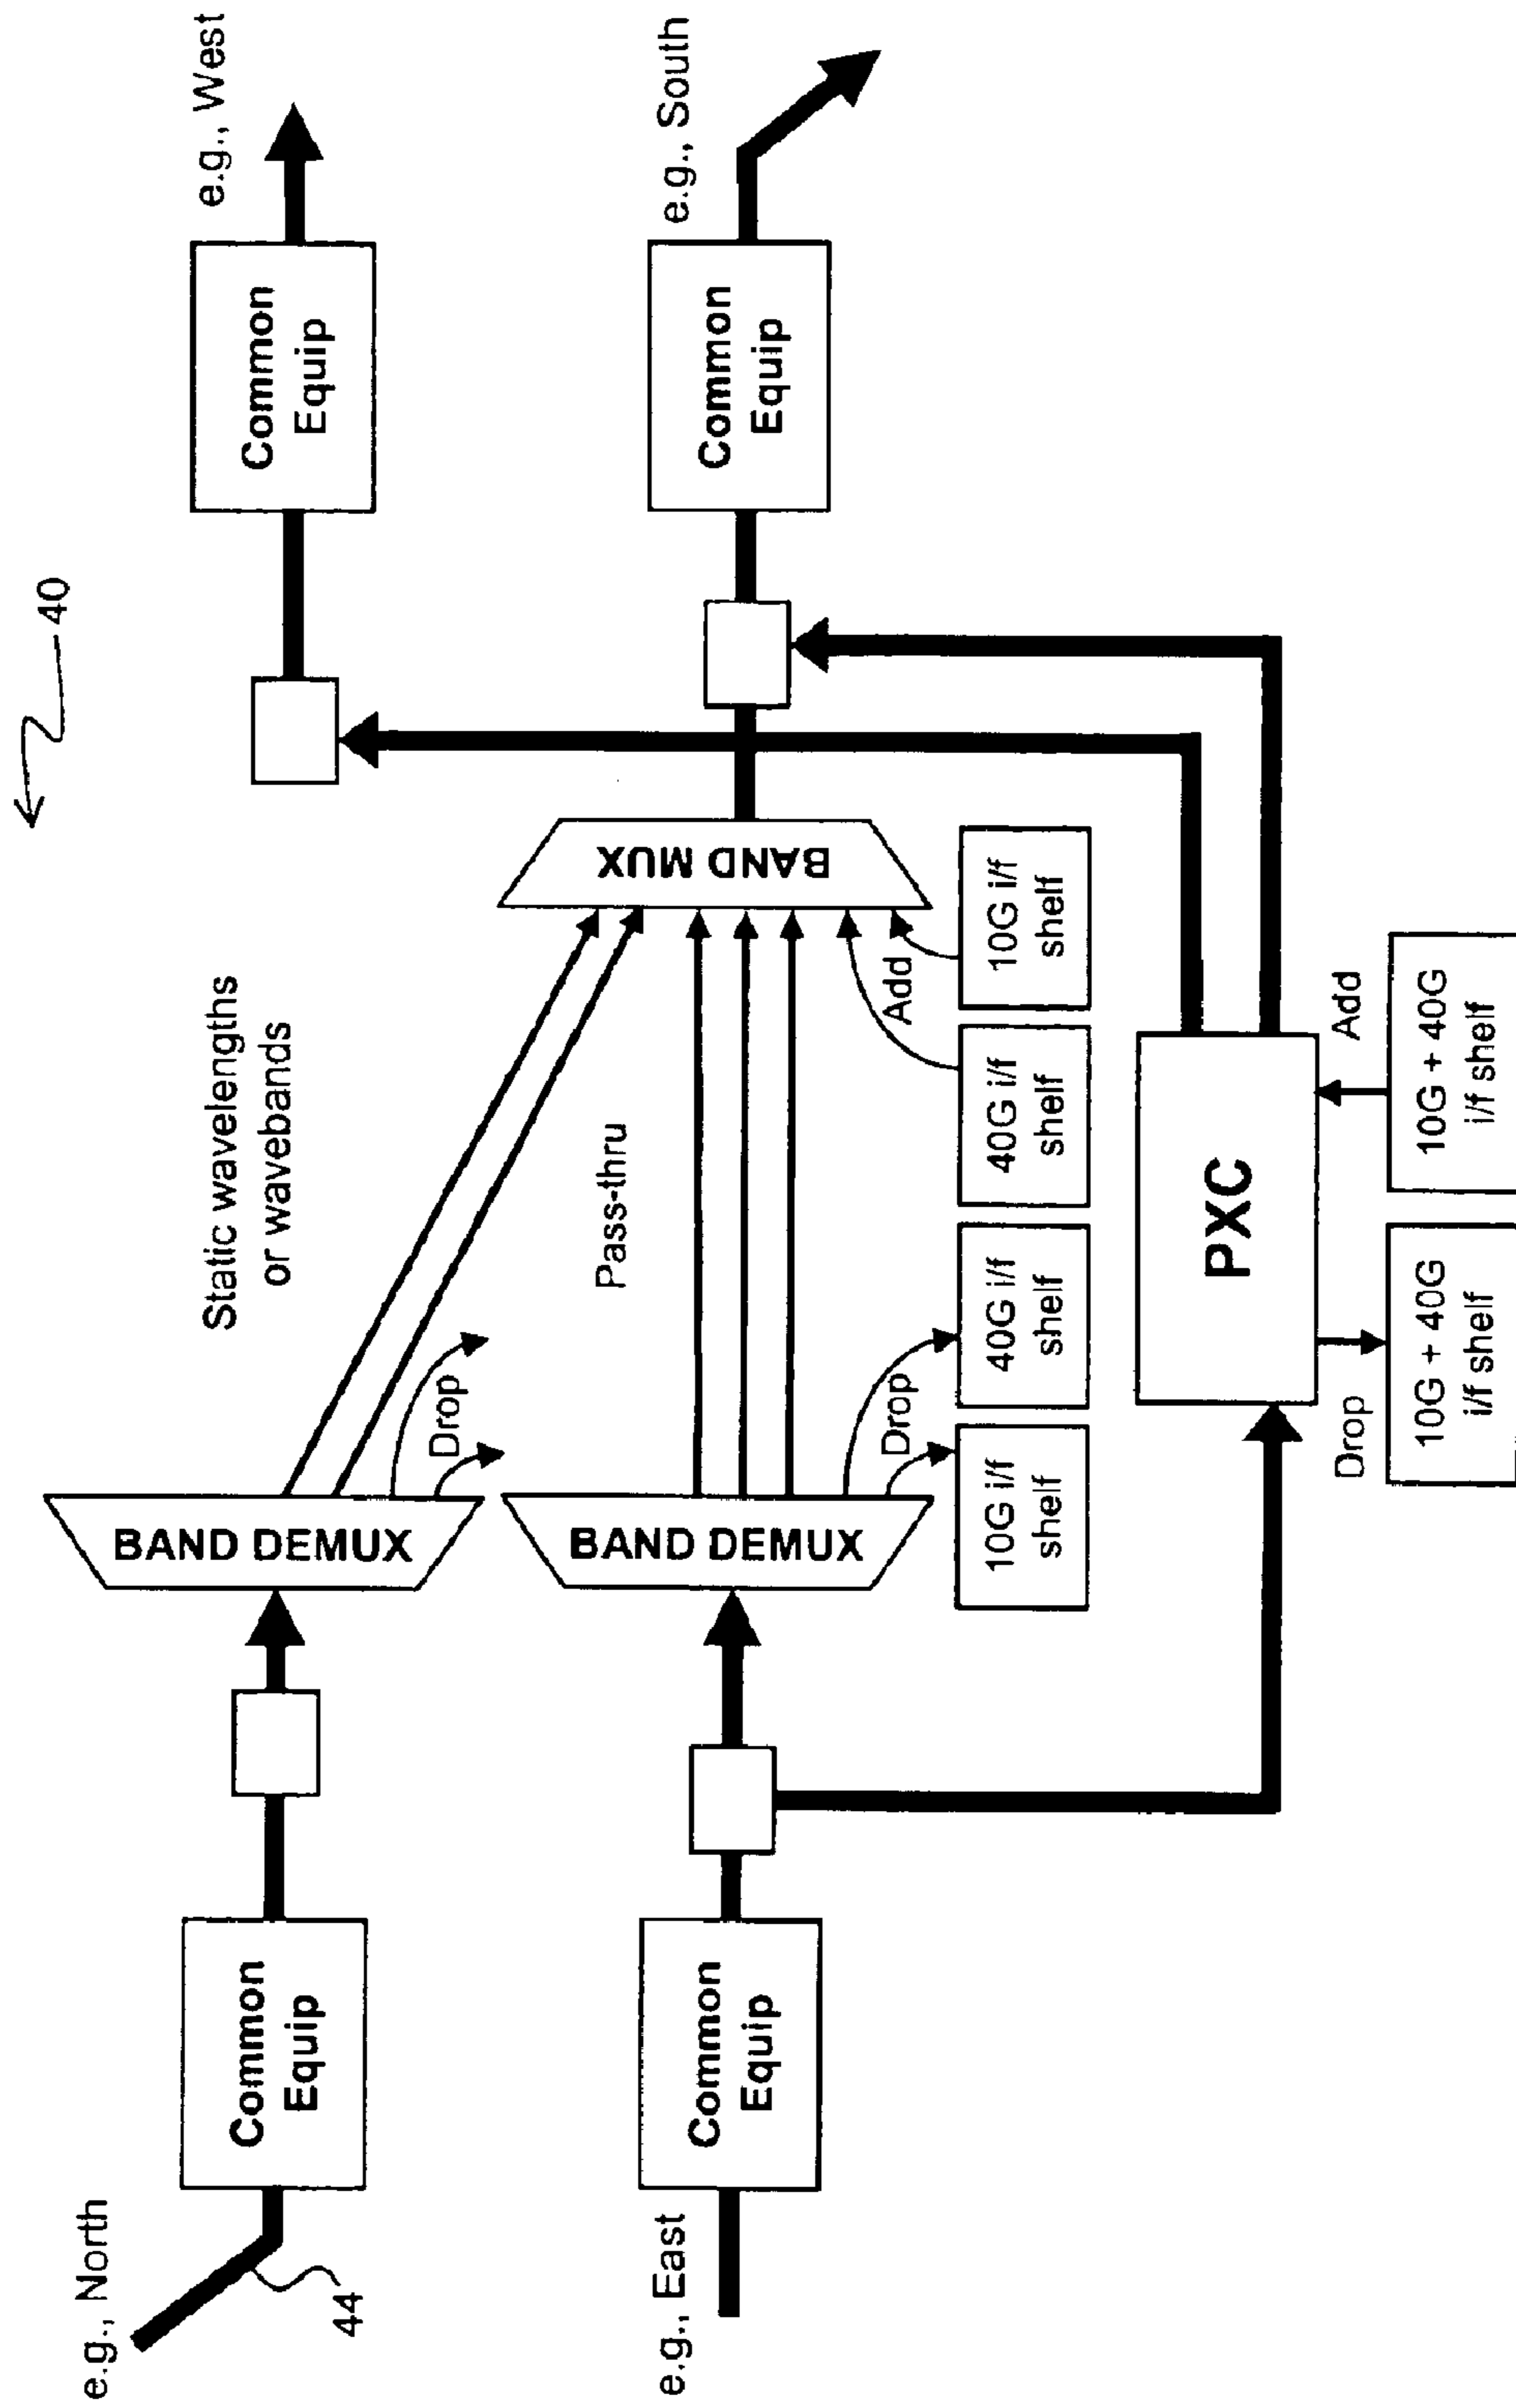 40
e.g., North
44
Common
Equip
BAND DEMUX
Static wavelengths
or wavebands
Drop
Common
Equip
e.g., West
e.g., East
Common
Equip
BAND DEMUX
Pass-thru
BAND MUX
Common
Equip
e.g., South
Drop
Add
10G i/f
shelf
40G i/f
shelf
40G i/f
shelf
10G i/f
shelf
PXC
Drop
Add
10G + 40G
i/f shelf
10G + 40G
i/f shelf